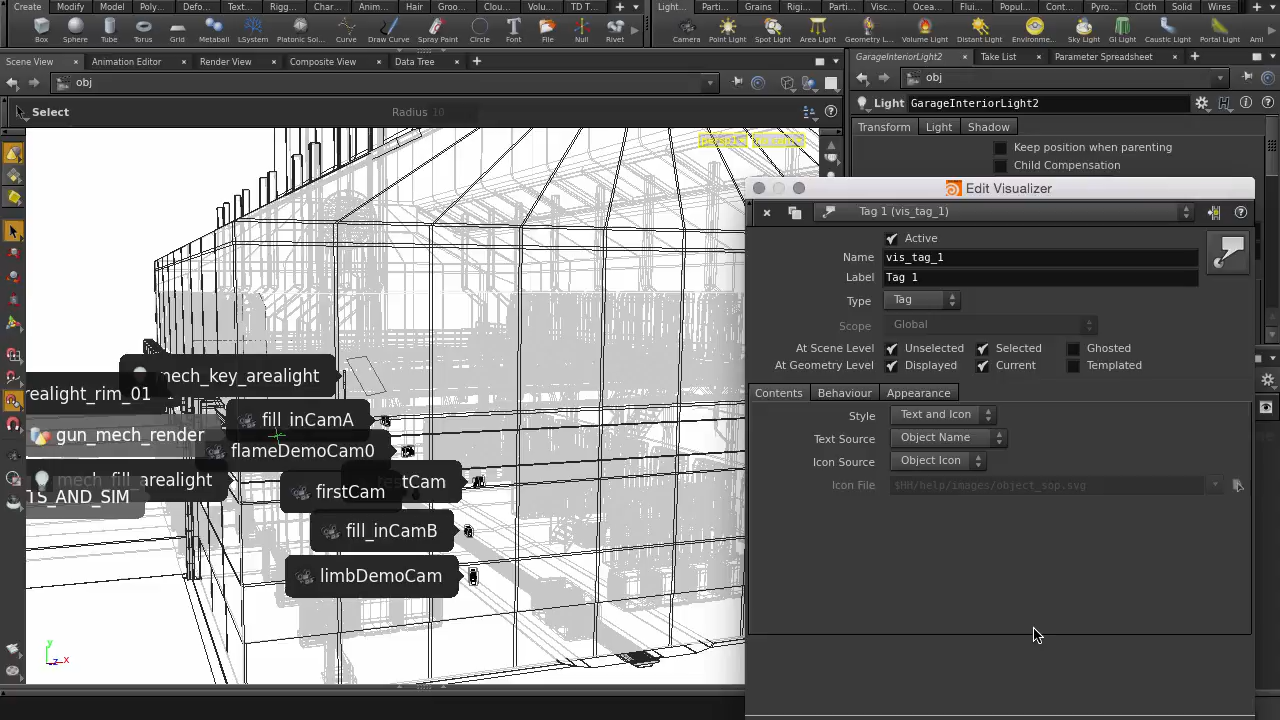 Create Modify Model Poly... Defo... Text... Rigg... Char... Anim... Hair Groo... Clou... Volu... TD T... Light... Parti... Grains Rigi... Parti... Visc... Ocea... Flui... Popul... Cont... Pyro... Cloth Solid Wires
Box Sphere Tube Torus Grid Metaball LSystem Platonic Sol... Curve Draw Curve Spray Paint Circle Font File Null Rivet Camera Point Light Spot Light Area Light Geometry L... Volume Light Distant Light Environme... Sky Light GI Light Caustic Light Portal Light Ami
Scene View Animation Editor Render View Composite View Data Tree GarageInteriorLight2 Take List Parameter Spreadsheet
obj obj
Select Radius 10 Light GarageInteriorLight2
Transform Light Shadow
Keep position when parenting
Child Compensation
Edit Visualizer
Tag 1 (vis_tag_1)
Active
Name vis_tag_1
Label Tag 1
Type Tag
Scope Global
At Scene Level Unselected Selected Ghosted
At Geometry Level Displayed Current Templated
Contents Behaviour Appearance
Style Text and Icon
Text Source Object Name
Icon Source Object Icon
Icon File $HH/help/images/object_sop.svg
mech_key_arealight
realight_rim_01
fill_inCamA
gun_mech_render
flameDemoCam0
mech_fill_arealight
stCam
firstCam
TS_AND_SIM
fill_inCamB
limbDemoCam
y
z x